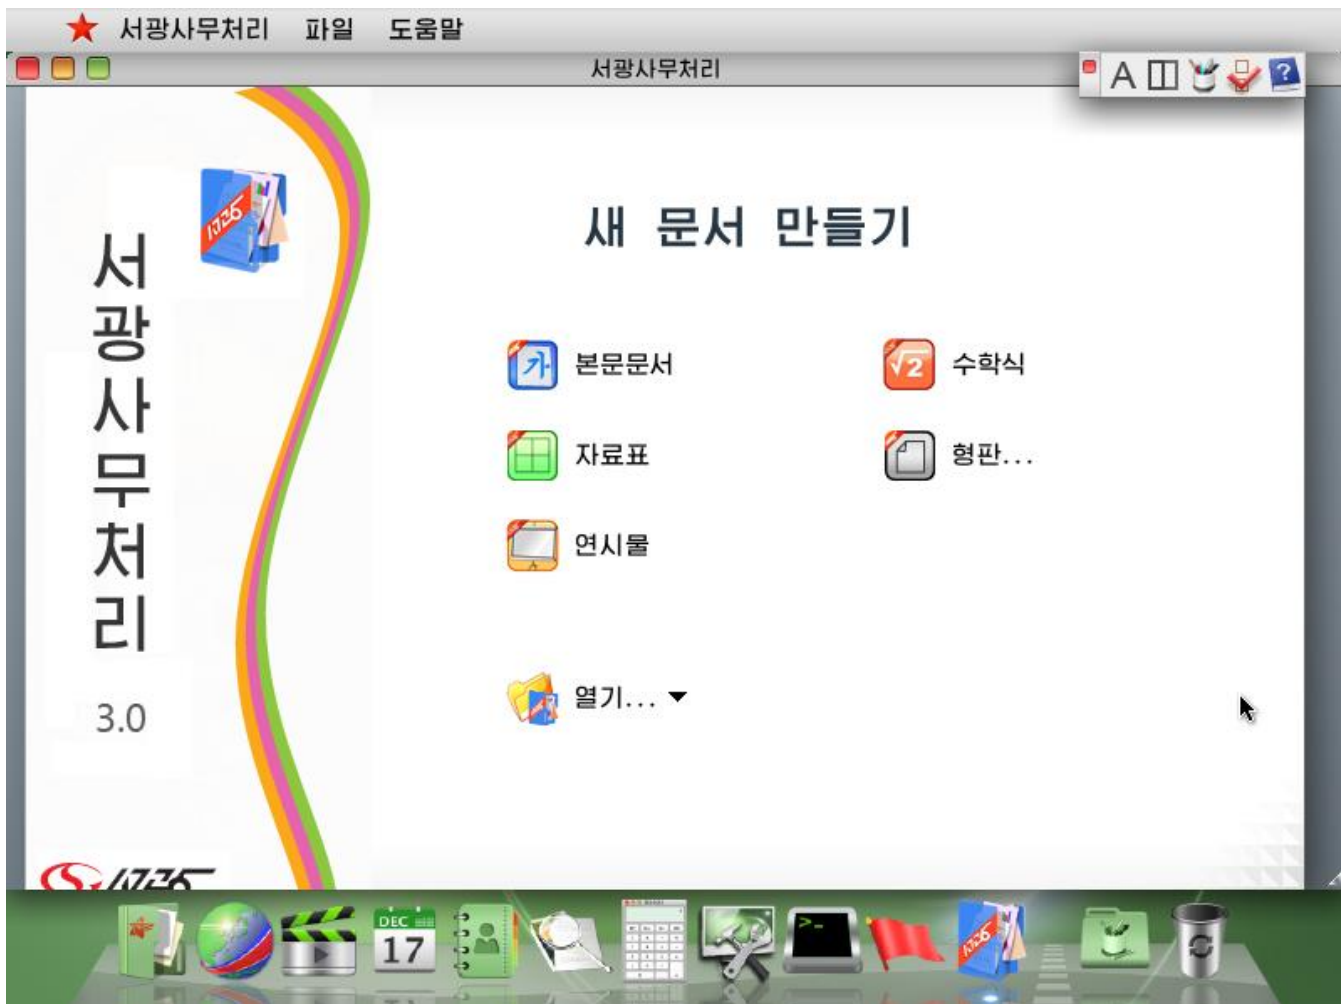 서광사무처리 파일 도움말
서광사무처리
A
서광사무처리
3.0
새 문서 만들기
가 본문문서
√2 수학식
자료표
형판...
연시물
열기...
DEC
17
>_